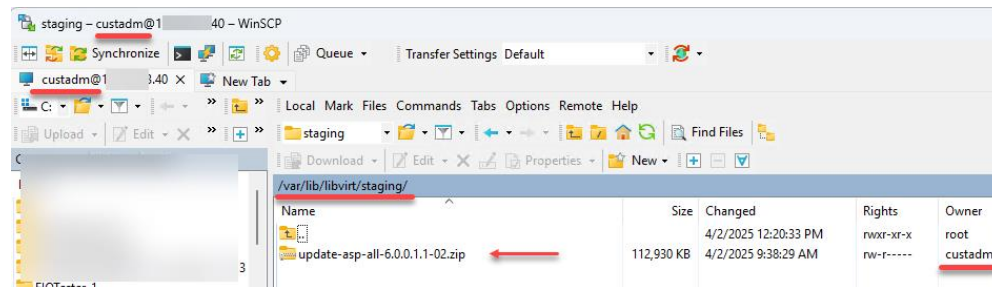 staging – custadm@1 40 – WinSCP
Synchronize Queue Transfer Settings Default
custadm@1 3.40 × New Tab
C: » » Local Mark Files Commands Tabs Options Remote Help
Upload Edit » » staging Find Files
Download Edit Properties New
/var/lib/libvirt/staging/
Name Size Changed Rights Owner
.. 4/2/2025 12:20:33 PM rwxr-xr-x root
update-asp-all-6.0.0.1.1-02.zip 112,930 KB 4/2/2025 9:38:29 AM rw-r----- custadm
3